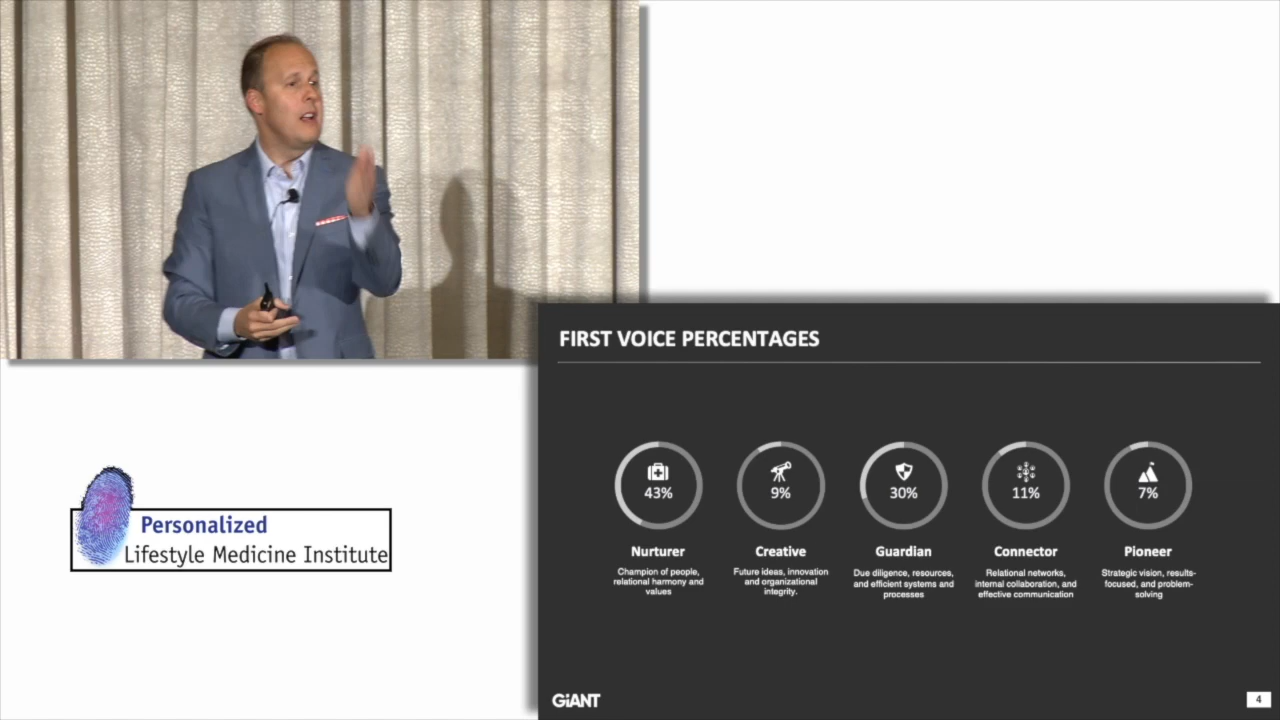 FIRST VOICE PERCENTAGES
43%
9%
30%
11%
7%
Nurturer
Creative
Guardian
Connector
Pioneer
Champion of people,
relational harmony and
values
Future ideas, innovation
and organizational
integrity.
Due diligence, resources,
and efficient systems and
processes
Relational networks,
internal collaboration, and
effective communication
Strategic vision, results-
focused, and problem-
solving
Personalized
Lifestyle Medicine Institute
GiANT
4